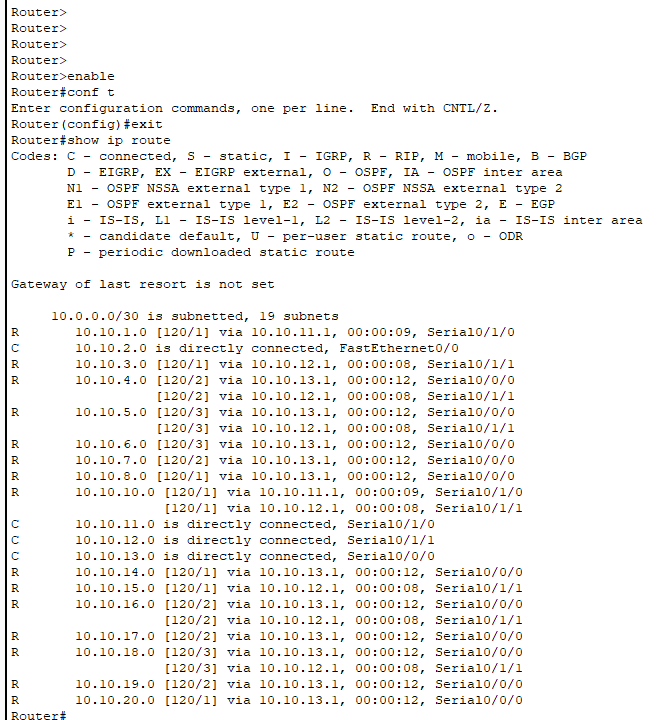 Router>
Router>
Router>
Router>
Router>enable
Router#conf t
Enter configuration commands, one per line.  End with CNTL/Z.
Router(config)#exit
Router#show ip route
Codes: C - connected, S - static, I - IGRP, R - RIP, M - mobile, B - BGP
       D - EIGRP, EX - EIGRP external, O - OSPF, IA - OSPF inter area
       N1 - OSPF NSSA external type 1, N2 - OSPF NSSA external type 2
       E1 - OSPF external type 1, E2 - OSPF external type 2, E - EGP
       i - IS-IS, L1 - IS-IS level-1, L2 - IS-IS level-2, ia - IS-IS inter area
       * - candidate default, U - per-user static route, o - ODR
       P - periodic downloaded static route

Gateway of last resort is not set

     10.0.0.0/30 is subnetted, 19 subnets
R       10.10.1.0 [120/1] via 10.10.11.1, 00:00:09, Serial0/1/0
C       10.10.2.0 is directly connected, FastEthernet0/0
R       10.10.3.0 [120/1] via 10.10.12.1, 00:00:08, Serial0/1/1
R       10.10.4.0 [120/2] via 10.10.13.1, 00:00:12, Serial0/0/0
                  [120/2] via 10.10.12.1, 00:00:08, Serial0/1/1
R       10.10.5.0 [120/3] via 10.10.13.1, 00:00:12, Serial0/0/0
                  [120/3] via 10.10.12.1, 00:00:08, Serial0/1/1
R       10.10.6.0 [120/3] via 10.10.13.1, 00:00:12, Serial0/0/0
R       10.10.7.0 [120/2] via 10.10.13.1, 00:00:12, Serial0/0/0
R       10.10.8.0 [120/1] via 10.10.13.1, 00:00:12, Serial0/0/0
R       10.10.10.0 [120/1] via 10.10.11.1, 00:00:09, Serial0/1/0
                   [120/1] via 10.10.12.1, 00:00:08, Serial0/1/1
C       10.10.11.0 is directly connected, Serial0/1/0
C       10.10.12.0 is directly connected, Serial0/1/1
C       10.10.13.0 is directly connected, Serial0/0/0
R       10.10.14.0 [120/1] via 10.10.13.1, 00:00:12, Serial0/0/0
R       10.10.15.0 [120/1] via 10.10.12.1, 00:00:08, Serial0/1/1
R       10.10.16.0 [120/2] via 10.10.13.1, 00:00:12, Serial0/0/0
                   [120/2] via 10.10.12.1, 00:00:08, Serial0/1/1
R       10.10.17.0 [120/2] via 10.10.13.1, 00:00:12, Serial0/0/0
R       10.10.18.0 [120/3] via 10.10.13.1, 00:00:12, Serial0/0/0
                   [120/3] via 10.10.12.1, 00:00:08, Serial0/1/1
R       10.10.19.0 [120/2] via 10.10.13.1, 00:00:12, Serial0/0/0
R       10.10.20.0 [120/1] via 10.10.13.1, 00:00:12, Serial0/0/0
Router#